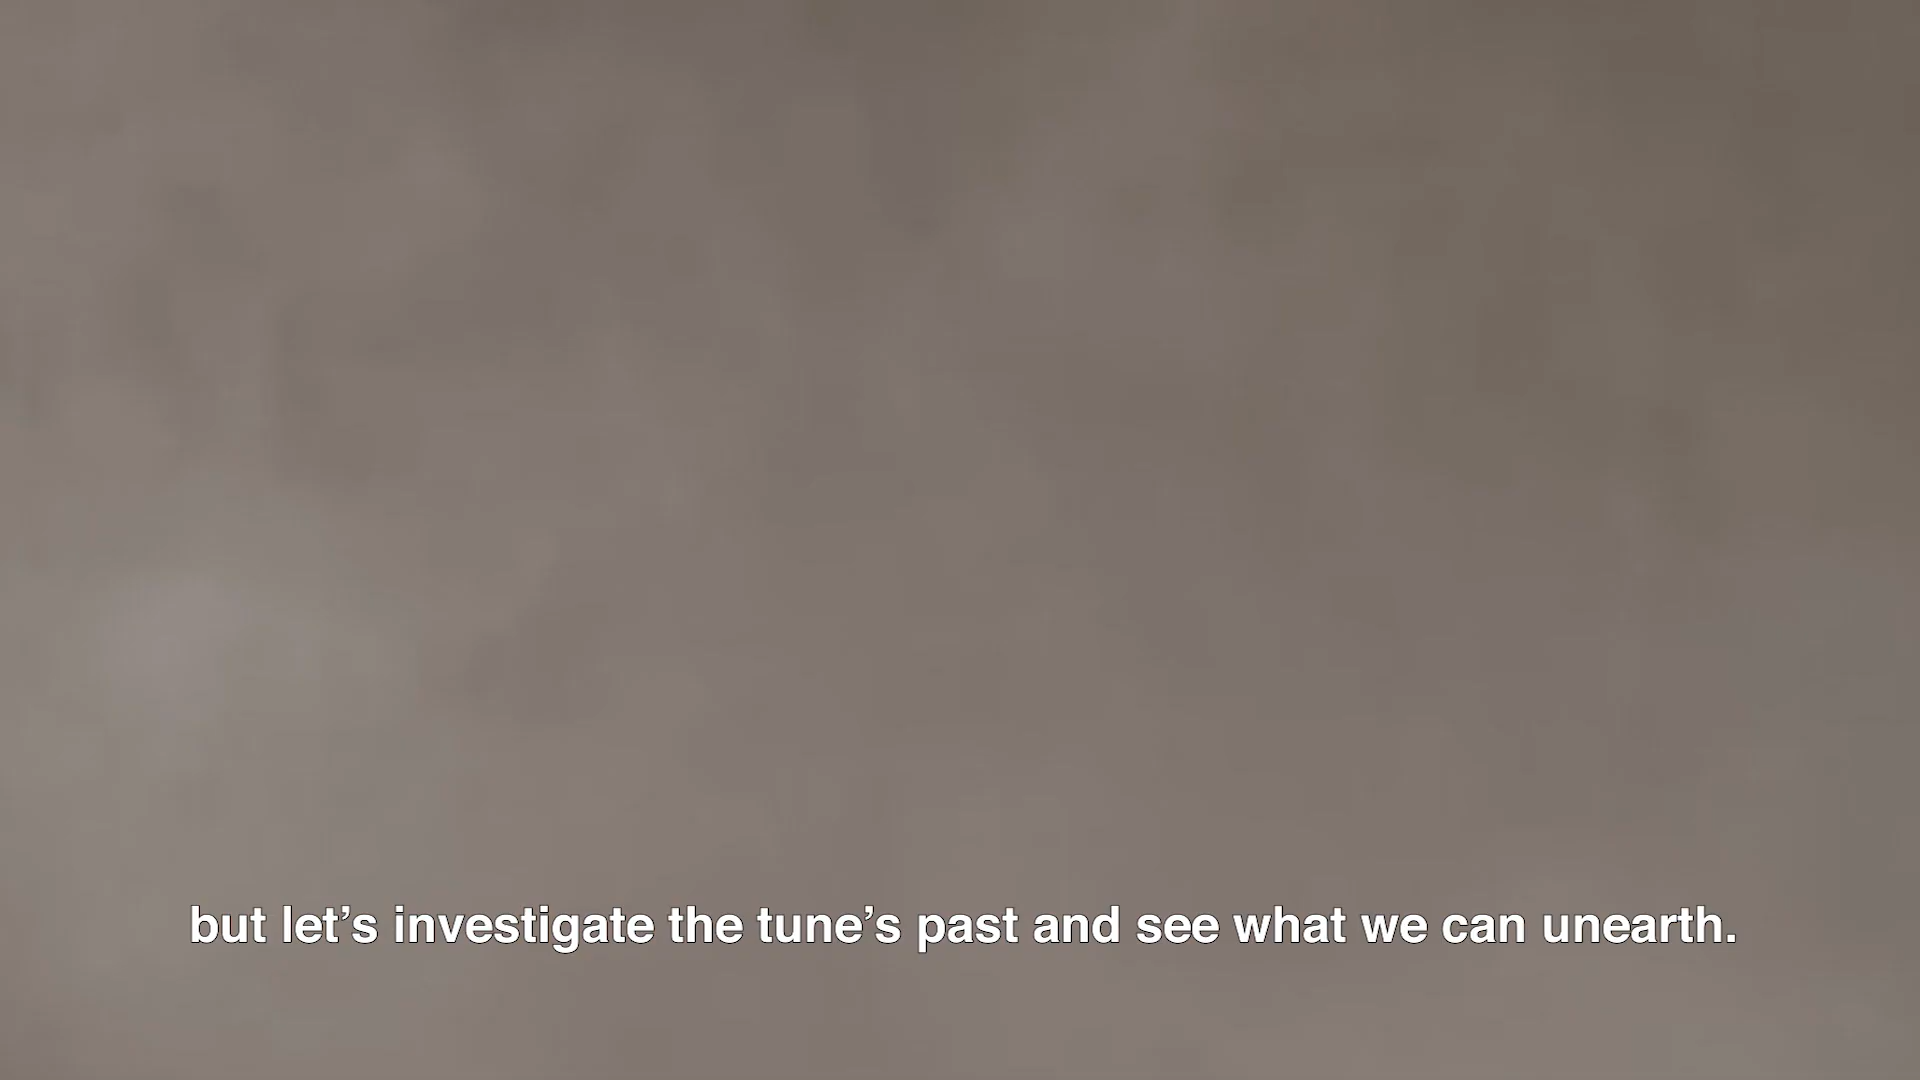 but let’s investigate the tune’s past and see what we can unearth.